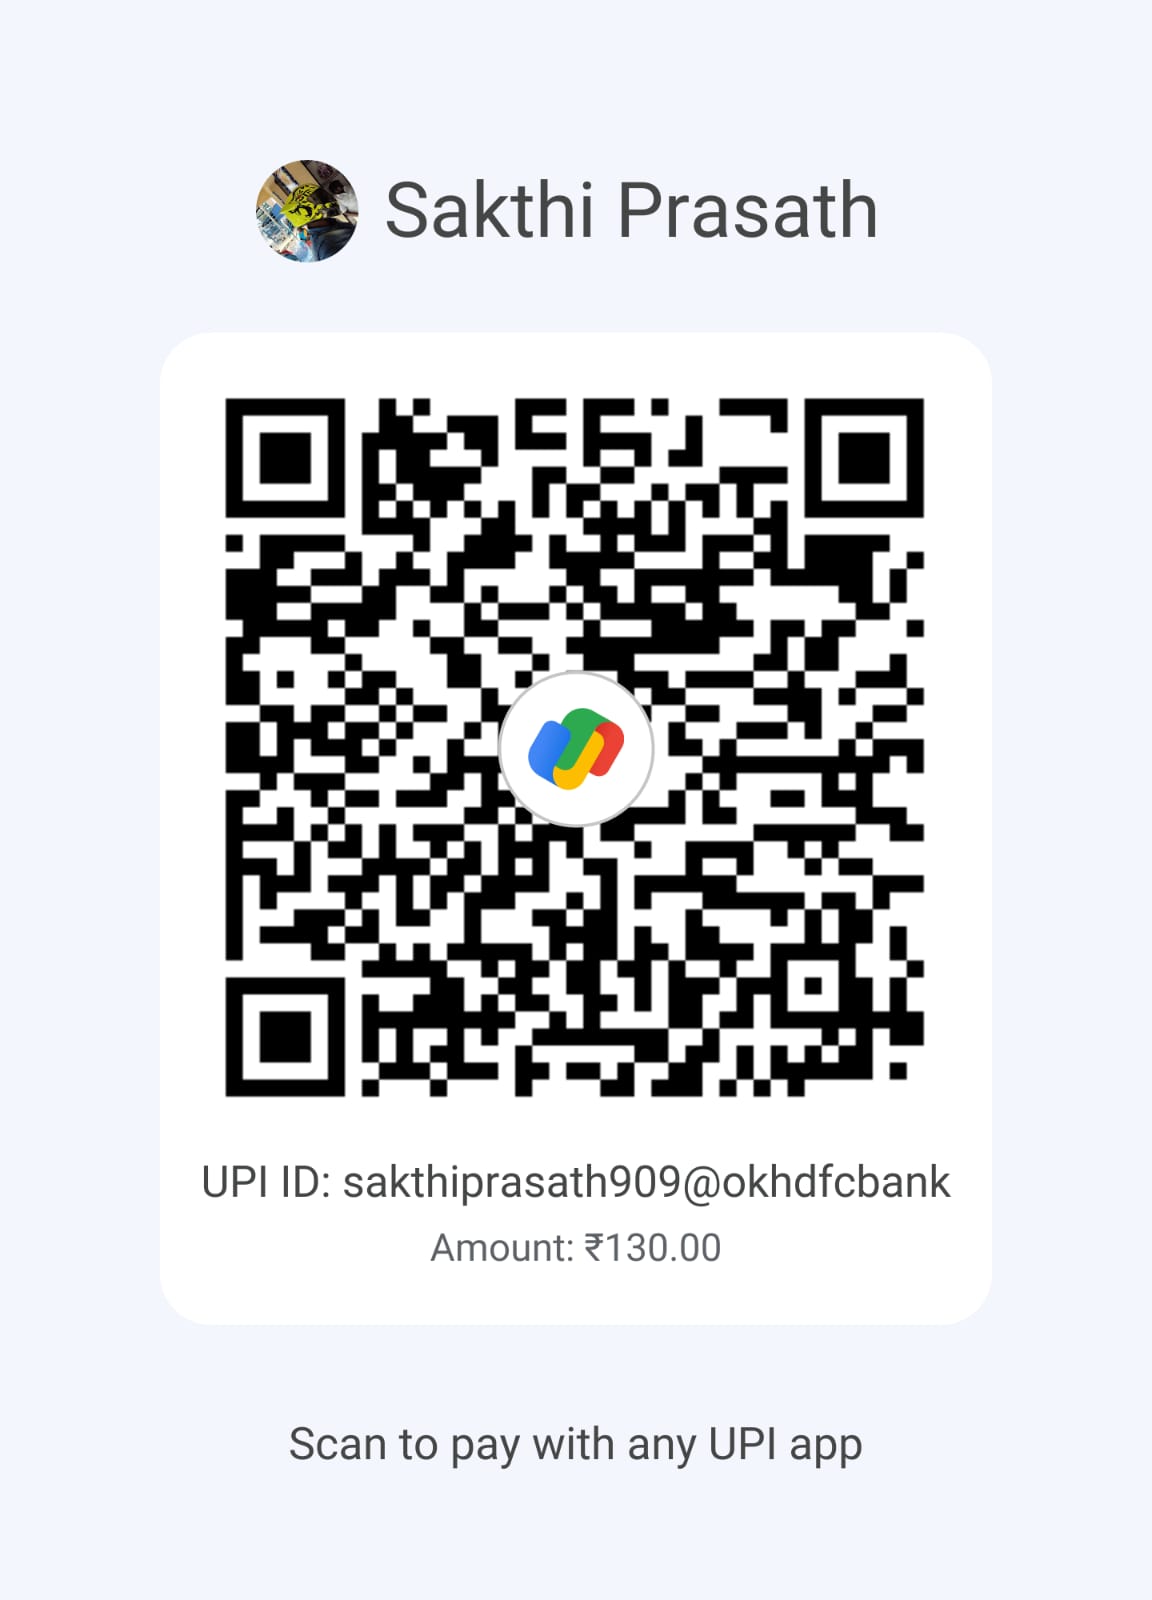 Sakthi Prasath
UPI ID: sakthiprasath909@okhdfcbank
Amount: ₹130.00
Scan to pay with any UPI app